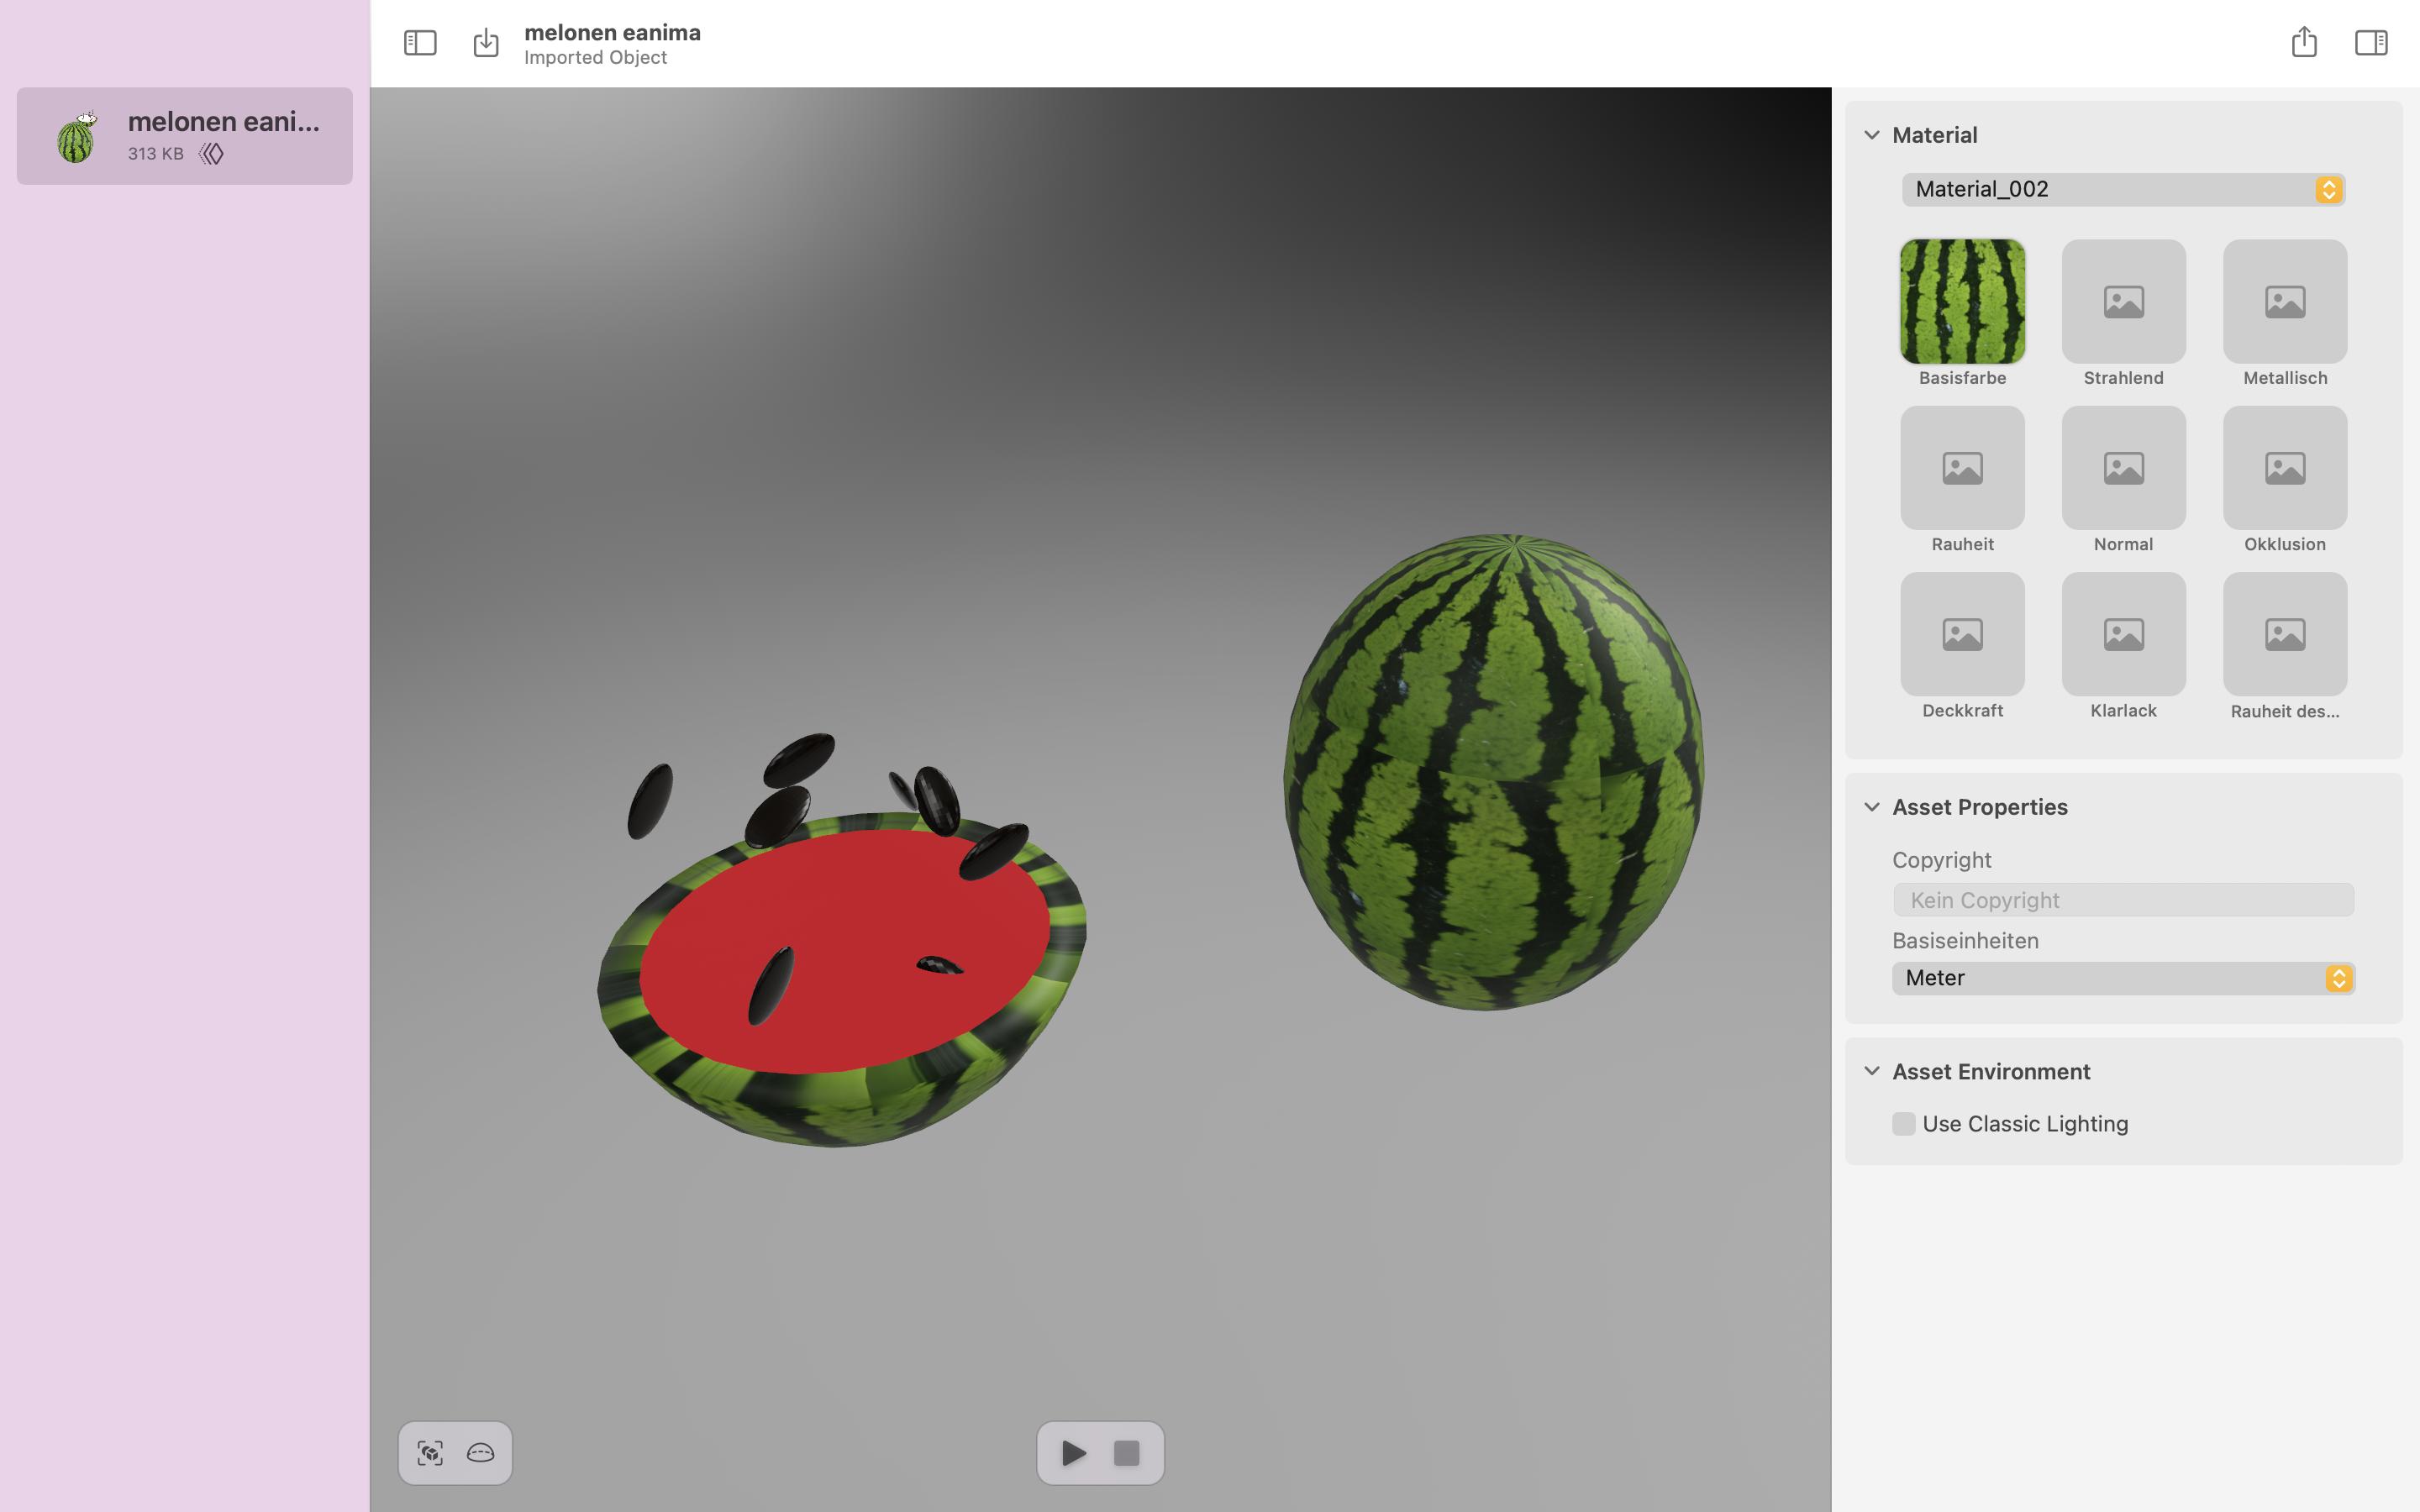 melonen eani...
313 KB
melonen eanima
Imported Object
Material
Material_002
Basisfarbe
Strahlend
Metallisch
Rauheit
Normal
Okklusion
Deckkraft
Klarlack
Rauheit des...
Asset Properties
Copyright
Kein Copyright
Basiseinheiten
Meter
Asset Environment
Use Classic Lighting